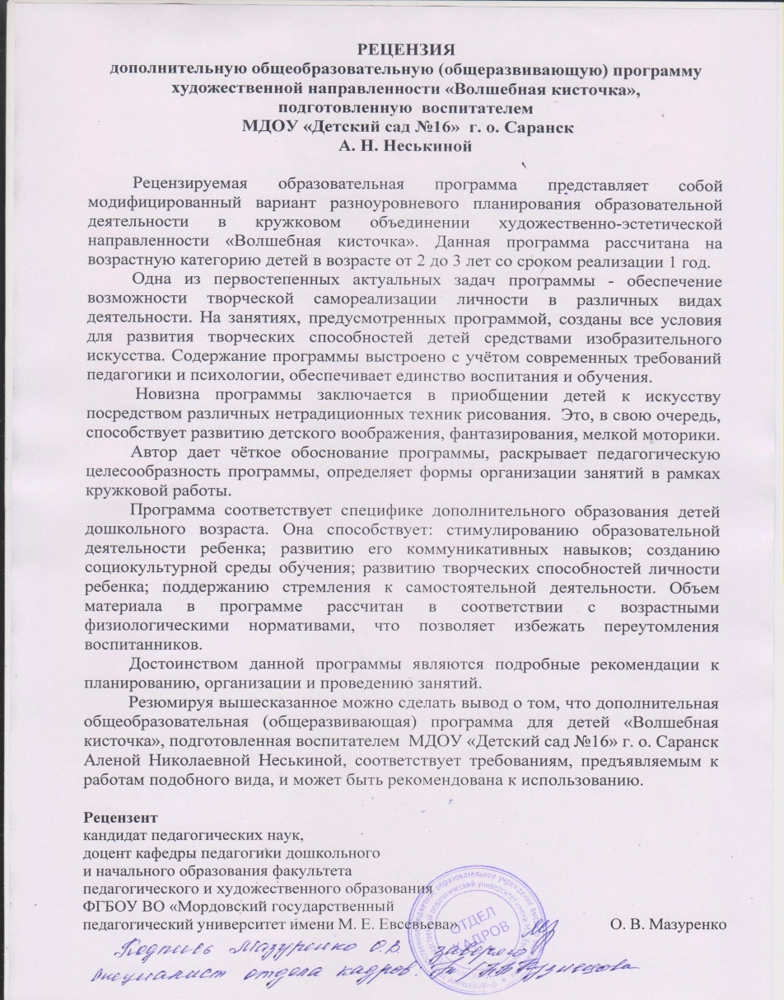 РЕЦЕНЗИЯ
дополнительную общеобразовательную (общеразвивающую) программу
художественной направленности «Волшебная кисточка»,
подготовленную воспитателем
МДОУ «Детский сад №16» г. о. Саранск
А. Н. Неськиной
Рецензируемая образовательная программа представляет собой
модифицированный вариант разноуровневого планирования образовательной
деятельности в кружковом объединении художественно-эстетической
направленности «Волшебная кисточка». Данная программа рассчитана на
возрастную категорию детей в возрасте от 2 до 3 лет со сроком реализации 1 год.
Одна из первостепенных актуальных задач программы - обеспечение
возможности творческой самореализации личности в различных видах
деятельности. На занятиях, предусмотренных программой, созданы все условия
для развития творческих способностей детей средствами изобразительного
искусства. Содержание программы выстроено с учётом современных требований
педагогики и психологии, обеспечивает единство воспитания и обучения.
Новизна программы заключается в приобщении детей к искусству
посредством различных нетрадиционных техник рисования. Это, в свою очередь,
способствует развитию детского воображения, фантазирования, мелкой моторики.
Автор дает чёткое обоснование программы, раскрывает педагогическую
целесообразность программы, определяет формы организации занятий в рамках
кружковой работы.
Программа соответствует специфике дополнительного образования детей
дошкольного возраста. Она способствует: стимулированию образовательной
деятельности ребенка; развитию его коммуникативных навыков; созданию
социокультурной среды обучения; развитию творческих способностей личности
ребенка; поддержанию стремления к самостоятельной деятельности. Объем
материала в программе рассчитан в соответствии с возрастными
физиологическими нормативами, что позволяет избежать переутомления
воспитанников.
Достоинством данной программы являются подробные рекомендации к
планированию, организации и проведению занятий.
Резюмируя вышесказанное можно сделать вывод о том, что дополнительная
общеобразовательная (общеразвивающая) программа для детей «Волшебная
кисточка», подготовленная воспитателем МДОУ «Детский сад №16» г. о. Саранск
Аленой Николаевной Неськиной, соответствует требованиям, предъявляемым к
работам подобного вида, и может быть рекомендована к использованию.
Рецензент
кандидат педагогических наук,
доцент кафедры педагогики дошкольного
и начального образования факультета
педагогического и художественного образования
ФГБОУ ВО «Мордовский государственный
педагогический университет имени М. Е. Евсевьева»
О. В. Мазуренко
ОТДЕЛ
КАДРОВ
Подпись Мазуренко О.В. заверяю
специалист отдела кадров: